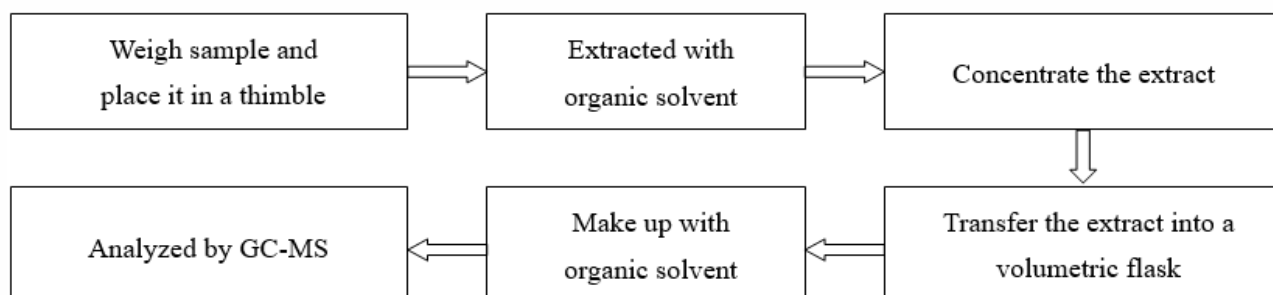 Weigh sample and
place it in a thimble
Extracted with
organic solvent
Concentrate the extract
Transfer the extract into a
volumetric flask
Make up with
organic solvent
Analyzed by GC-MS